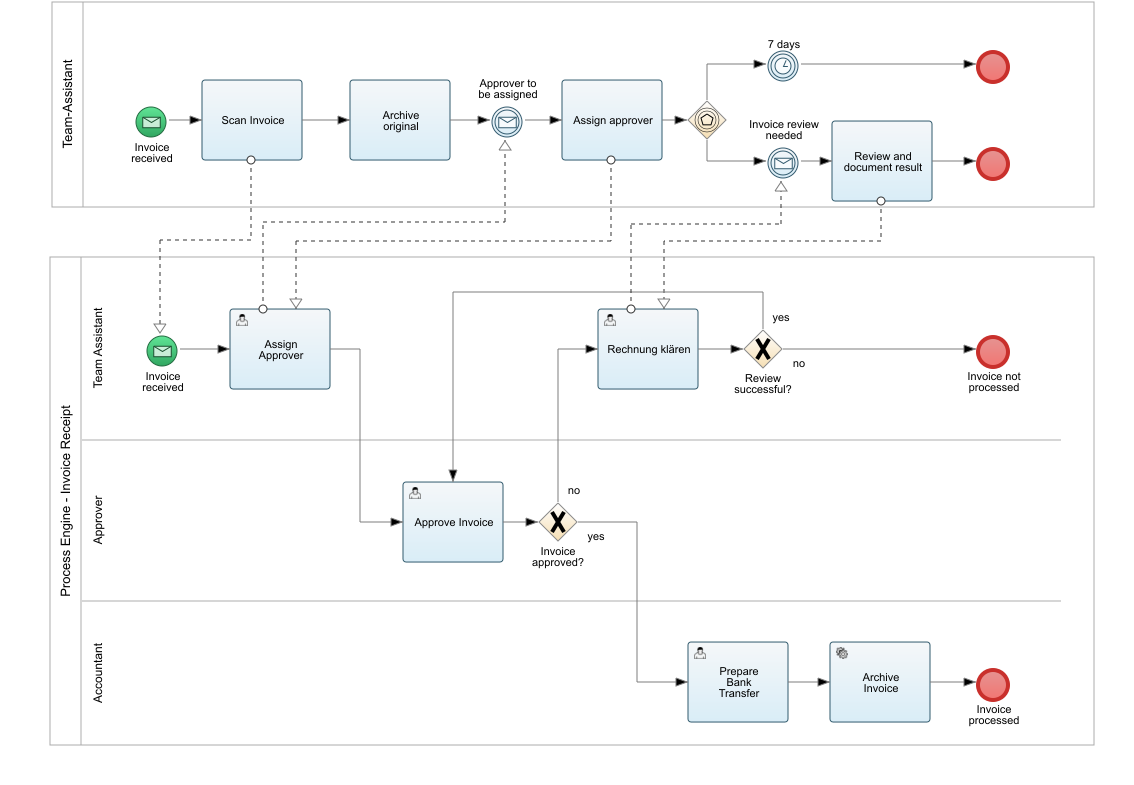 Team-Assistant
Invoice
received
Scan Invoice
Archive
original
Approver to
be assigned
Assign approver
7 days
Invoice review
needed
Review and
document result
Process Engine - Invoice Receipt
Team Assistant
Invoice
received
Assign
Approver
Rechnung klären
yes
no
Review
successful?
Invoice not
processed
Approver
Approve Invoice
no
yes
Invoice
approved?
Accountant
Prepare
Bank
Transfer
Archive
Invoice
Invoice
processed